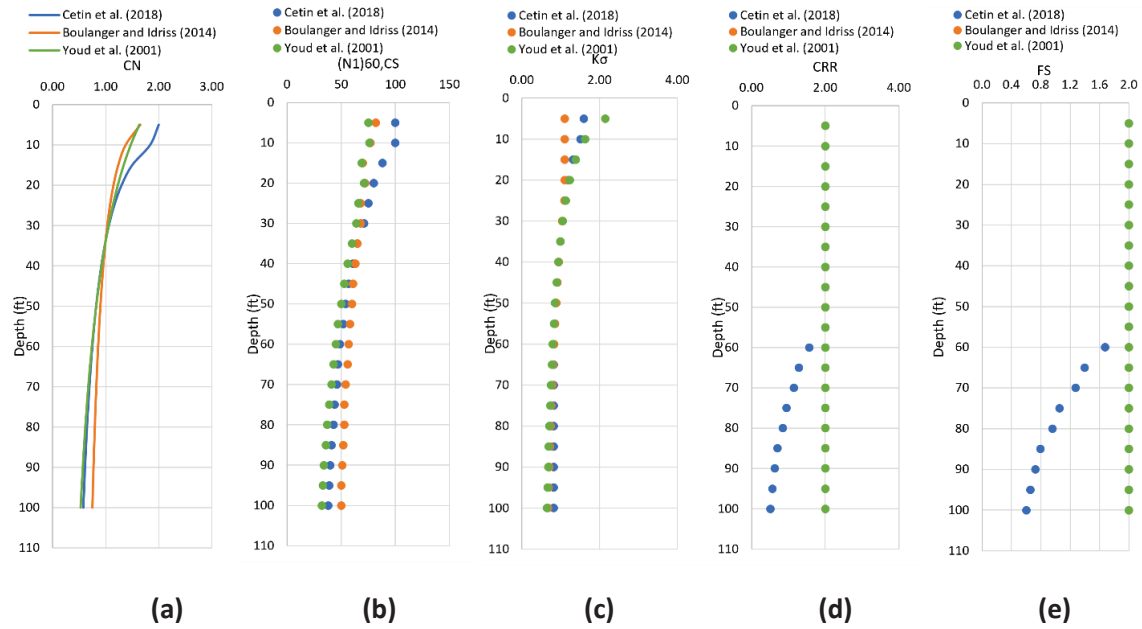 Cetin et al. (2018)
Boulanger and Idriss (2014)
Youd et al. (2001)
CN
0.00 1.00 2.00 3.00
0
10
20
30
40
50
60
70
80
90
100
110
Depth (ft)
(a)
Cetin et al. (2018)
Boulanger and Idriss (2014)
Youd et al. (2001)
(N1)60,CS
0 50 100 150
0
10
20
30
40
50
60
70
80
90
100
110
Depth (ft)
(b)
Cetin et al. (2018)
Boulanger and Idriss (2014)
Youd et al. (2001)
Kσ
0.00 2.00 4.00
0
10
20
30
40
50
60
70
80
90
100
110
Depth (ft)
(c)
Cetin et al. (2018)
Boulanger and Idriss (2014)
Youd et al. (2001)
CRR
0.00 2.00 4.00
0
10
20
30
40
50
60
70
80
90
100
110
Depth (ft)
(d)
Cetin et al. (2018)
Boulanger and Idriss (2014)
Youd et al. (2001)
FS
0.0 0.4 0.8 1.2 1.6 2.0
0
10
20
30
40
50
60
70
80
90
100
110
Depth (ft)
(e)